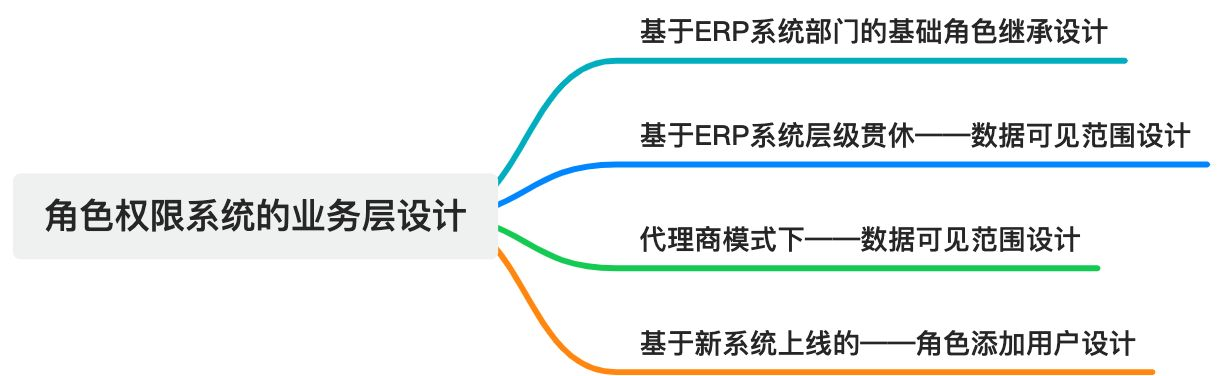 基于ERP系统部门的基础角色继承设计
基于ERP系统层级贯休——数据可见范围设计
角色权限系统的业务层设计
代理商模式下——数据可见范围设计
基于新系统上线的——角色添加用户设计